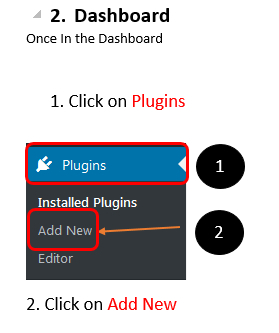 2. Dashboard
Once In the Dashboard
1. Click on Plugins
Plugins
1
Installed Plugins
Add New
2
Editor
2. Click on Add New